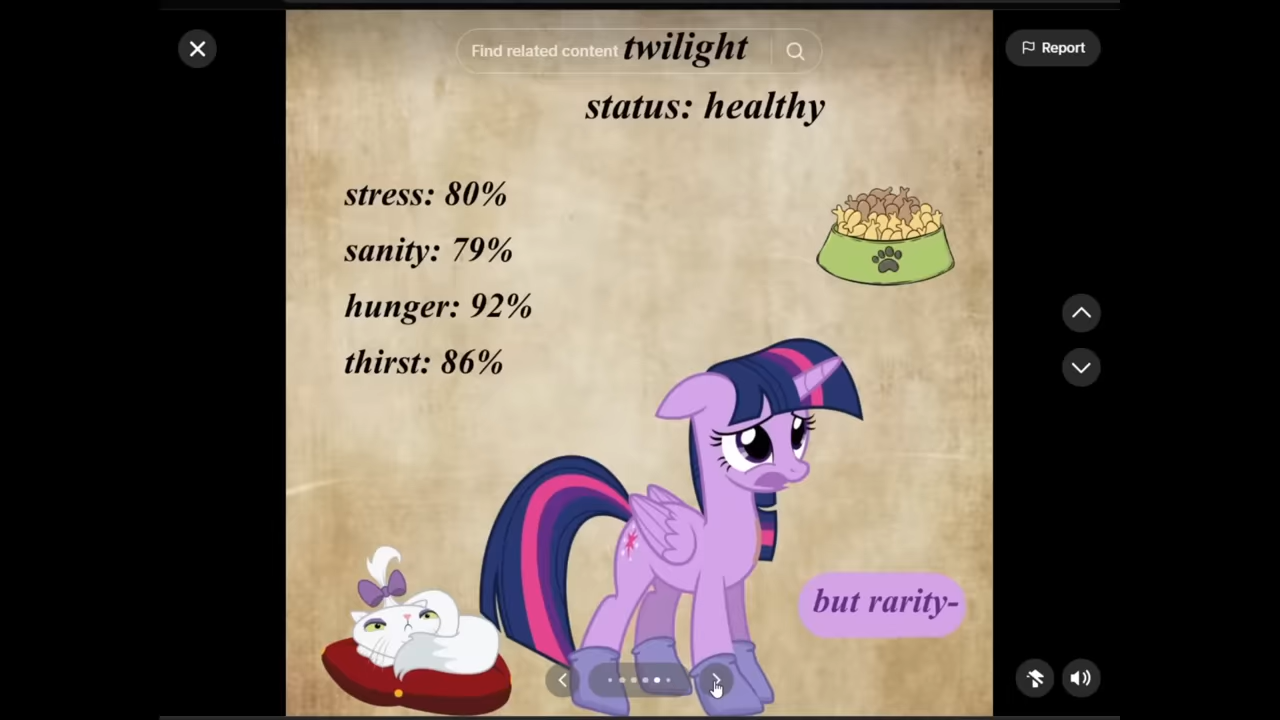 Find related content
twilight
Report
status: healthy
stress: 80%
sanity: 79%
hunger: 92%
thirst: 86%
but rarity-